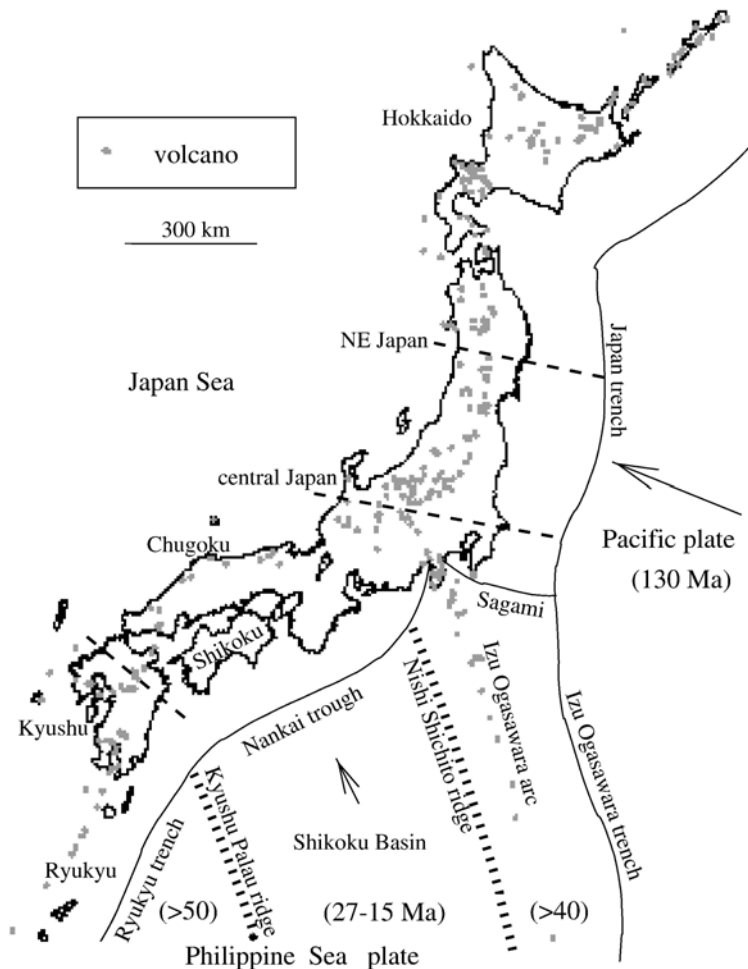 Hokkaido
volcano
300 km
NE Japan
Japan Sea
Japan trench
central Japan
Pacific plate
(130 Ma)
Chugoku
Sagami
Shikoku
Kyushu
Nankai trough
Nishi Shichito ridge
Izu Ogasawara arc
Izu Ogasawara trench
Kyushu Palau ridge
Shikoku Basin
Ryukyu
Ryukyu trench
(>50)
(27-15 Ma)
(>40)
Philippine Sea plate